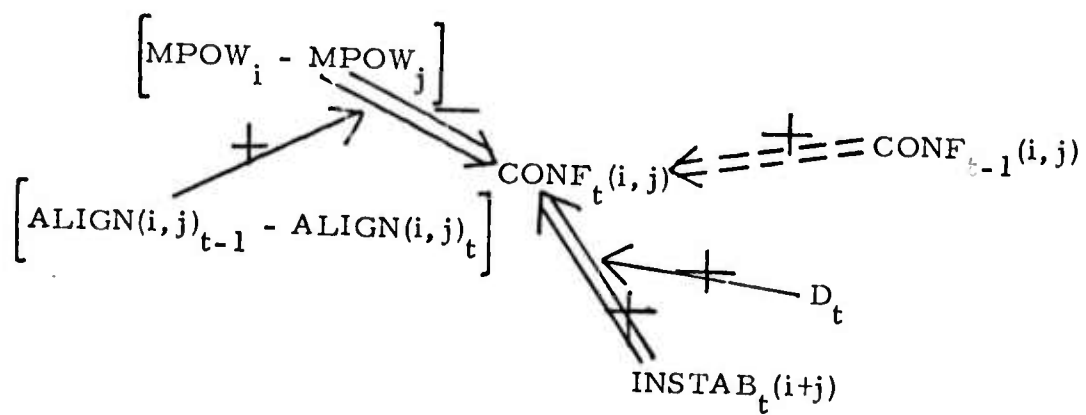 [MPOW_i - MPOW_j]
—
+
+
CONF_t(i, j)
CONF_t-1(i, j)
[ALIGN(i, j)_t-1 - ALIGN(i, j)_t]
+
D_t
+
INSTAB_t(i+j)